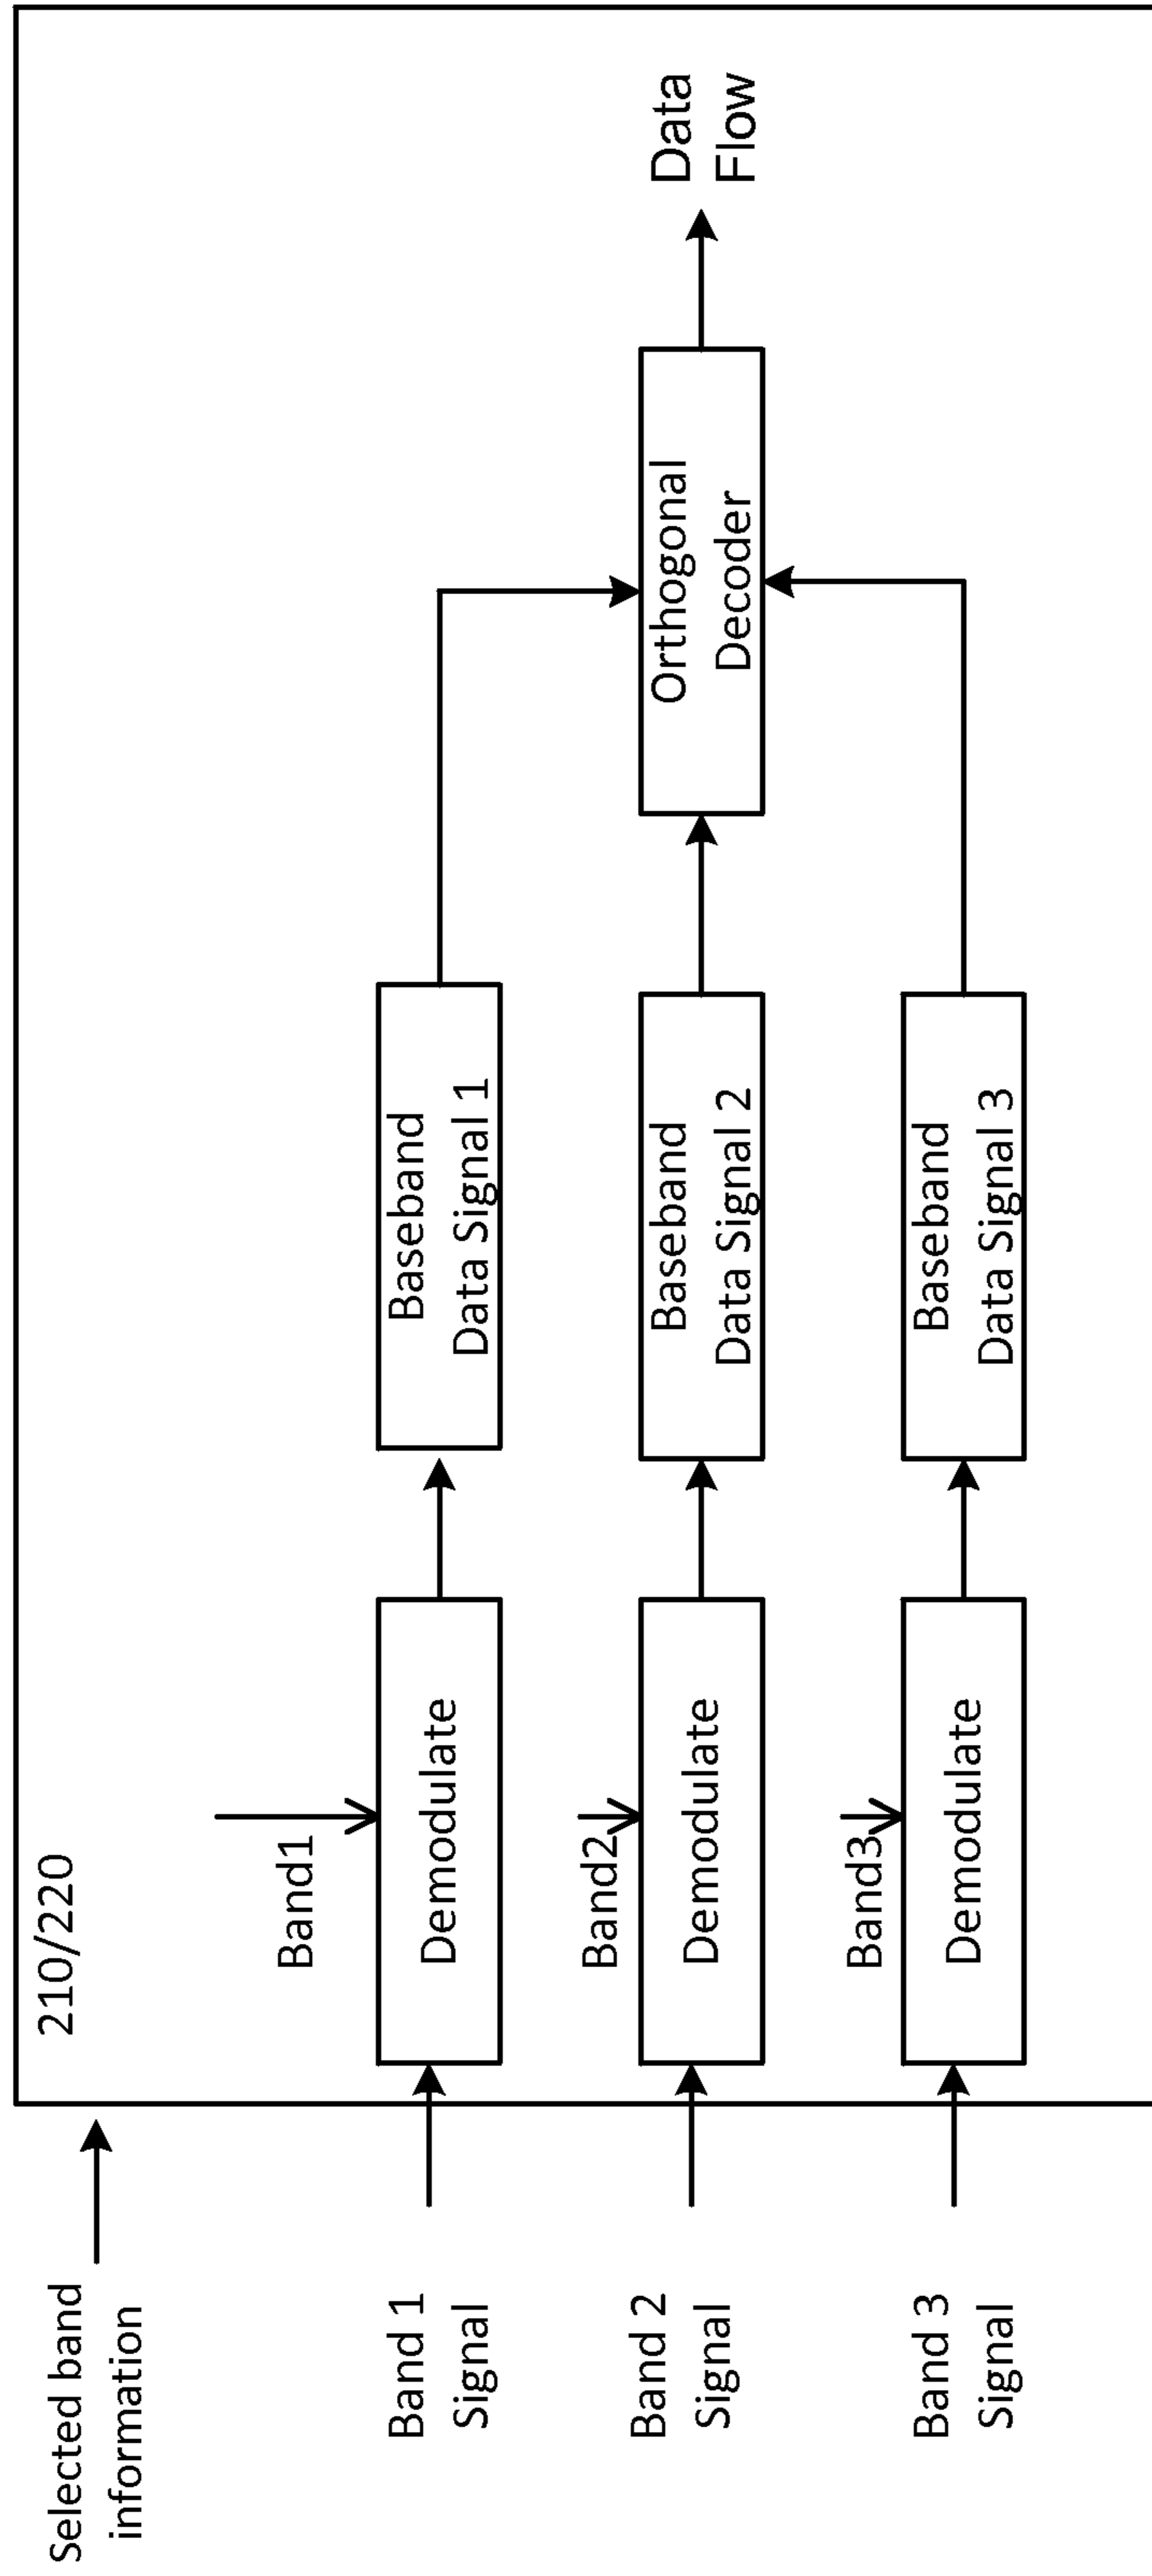 Selected band
information
210/220
Band 1
Signal
Band1
Demodulate
Baseband
Data Signal 1
Band 2
Signal
Band2
Demodulate
Baseband
Data Signal 2
Orthogonal
Decoder
Data
Flow
Band 3
Signal
Band3
Demodulate
Baseband
Data Signal 3